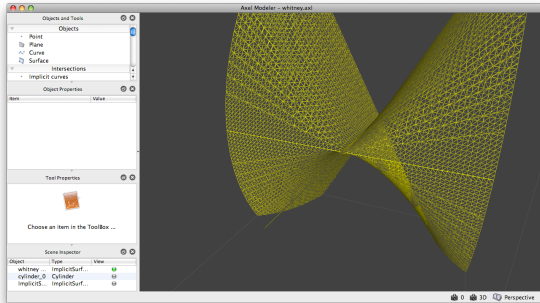 Axel Modeler - whitney.axl
Objects and Tools
Objects
Point
Plane
Curve
Surface
Intersections
Implicit curves
Object Properties
Item Value
Tool Properties
Choose an item in the ToolBox ...
Scene Inspector
Object Type View
whitney ... ImplicitSurf...
cylinder_0 Cylinder
ImplicitS... ImplicitSurf...
0 3D Perspective